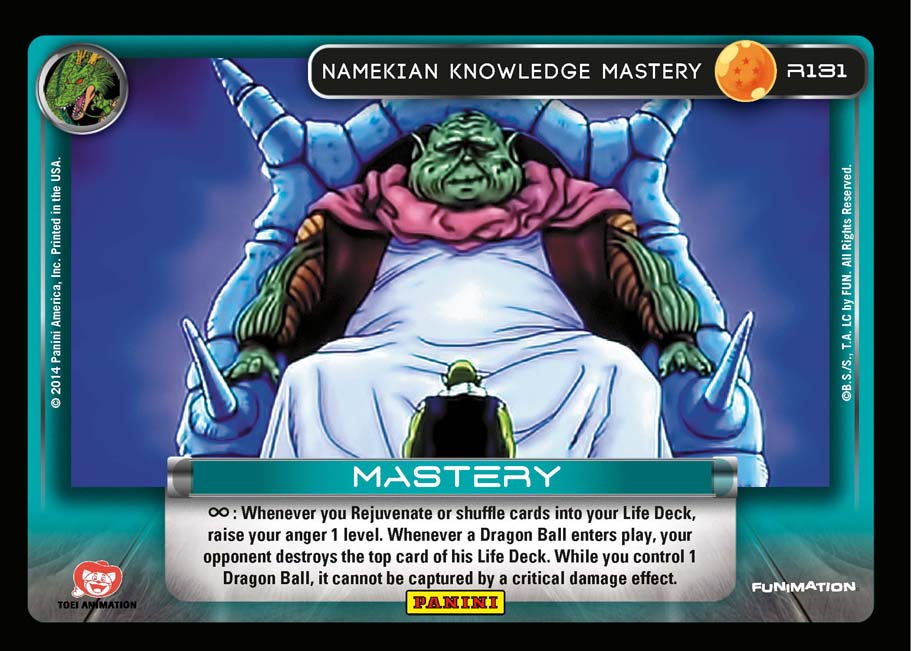 NAMEKIAN KNOWLEDGE MASTERY R131
© 2014 Panini America, Inc. Printed in the USA.
©B.S./S., T.A. LC by FUN. All Rights Reserved.
MASTERY
∞: Whenever you Rejuvenate or shuffle cards into your Life Deck,
raise your anger 1 level. Whenever a Dragon Ball enters play, your
opponent destroys the top card of his Life Deck. While you control 1
Dragon Ball, it cannot be captured by a critical damage effect.
TOEI ANIMATION
PANINI
FUNIMATION